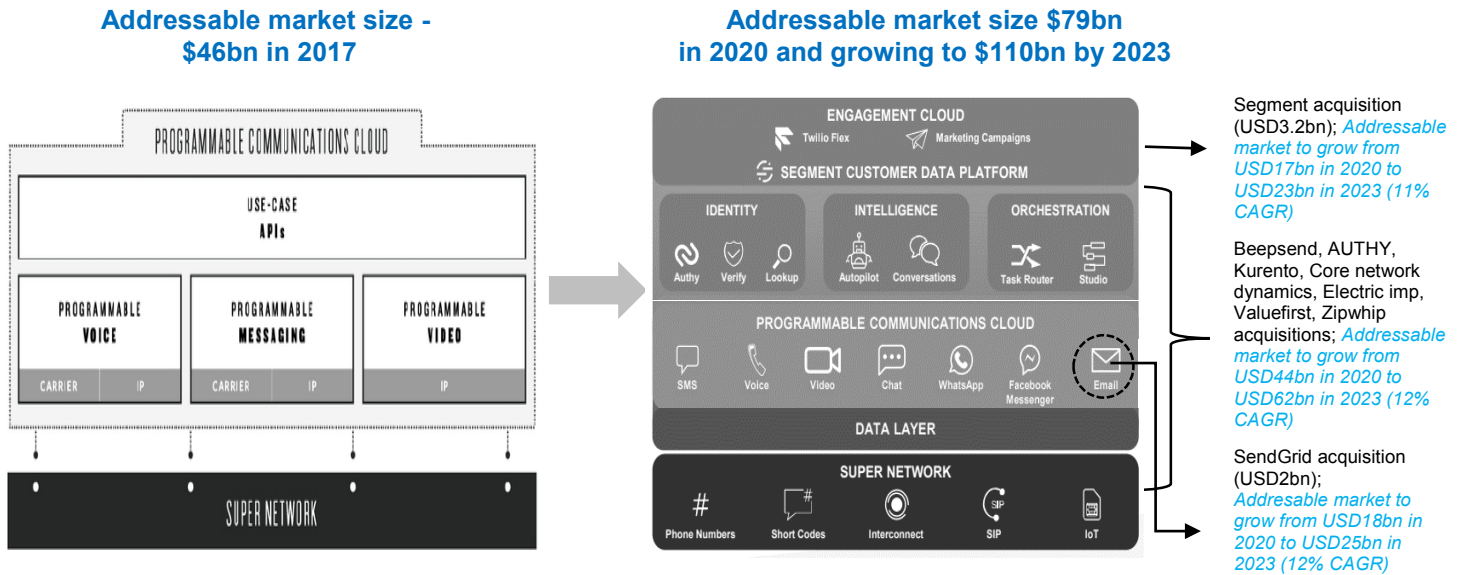 Addressable market size -
$46bn in 2017
PROGRAMMABLE COMMUNICATIONS CLOUD
USE-CASE
APIs
PROGRAMMABLE
VOICE
CARRIER IP
PROGRAMMABLE
MESSAGING
CARRIER IP
PROGRAMMABLE
VIDEO
IP
SUPER NETWORK
Addressable market size $79bn
in 2020 and growing to $110bn by 2023
ENGAGEMENT CLOUD
Twilio Flex Marketing Campaigns
SEGMENT CUSTOMER DATA PLATFORM
IDENTITY
Authy Verify Lookup
INTELLIGENCE
Autopilot Conversations
ORCHESTRATION
Task Router Studio
PROGRAMMABLE COMMUNICATIONS CLOUD
SMS Voice Video Chat WhatsApp Facebook
Messenger Email
DATA LAYER
SUPER NETWORK
# # SIP
Phone Numbers Short Codes Interconnect SIP IoT
Segment acquisition
(USD3.2bn); Addressable
market to grow from
USD17bn in 2020 to
USD23bn in 2023 (11%
CAGR)
Beepsend, AUTHY,
Kurento, Core network
dynamics, Electric imp,
Valuefirst, Zipwhip
acquisitions; Addressable
market to grow from
USD44bn in 2020 to
USD62bn in 2023 (12%
CAGR)
SendGrid acquisition
(USD2bn);
Addresable market to
grow from USD18bn in
2020 to USD25bn in
2023 (12% CAGR)